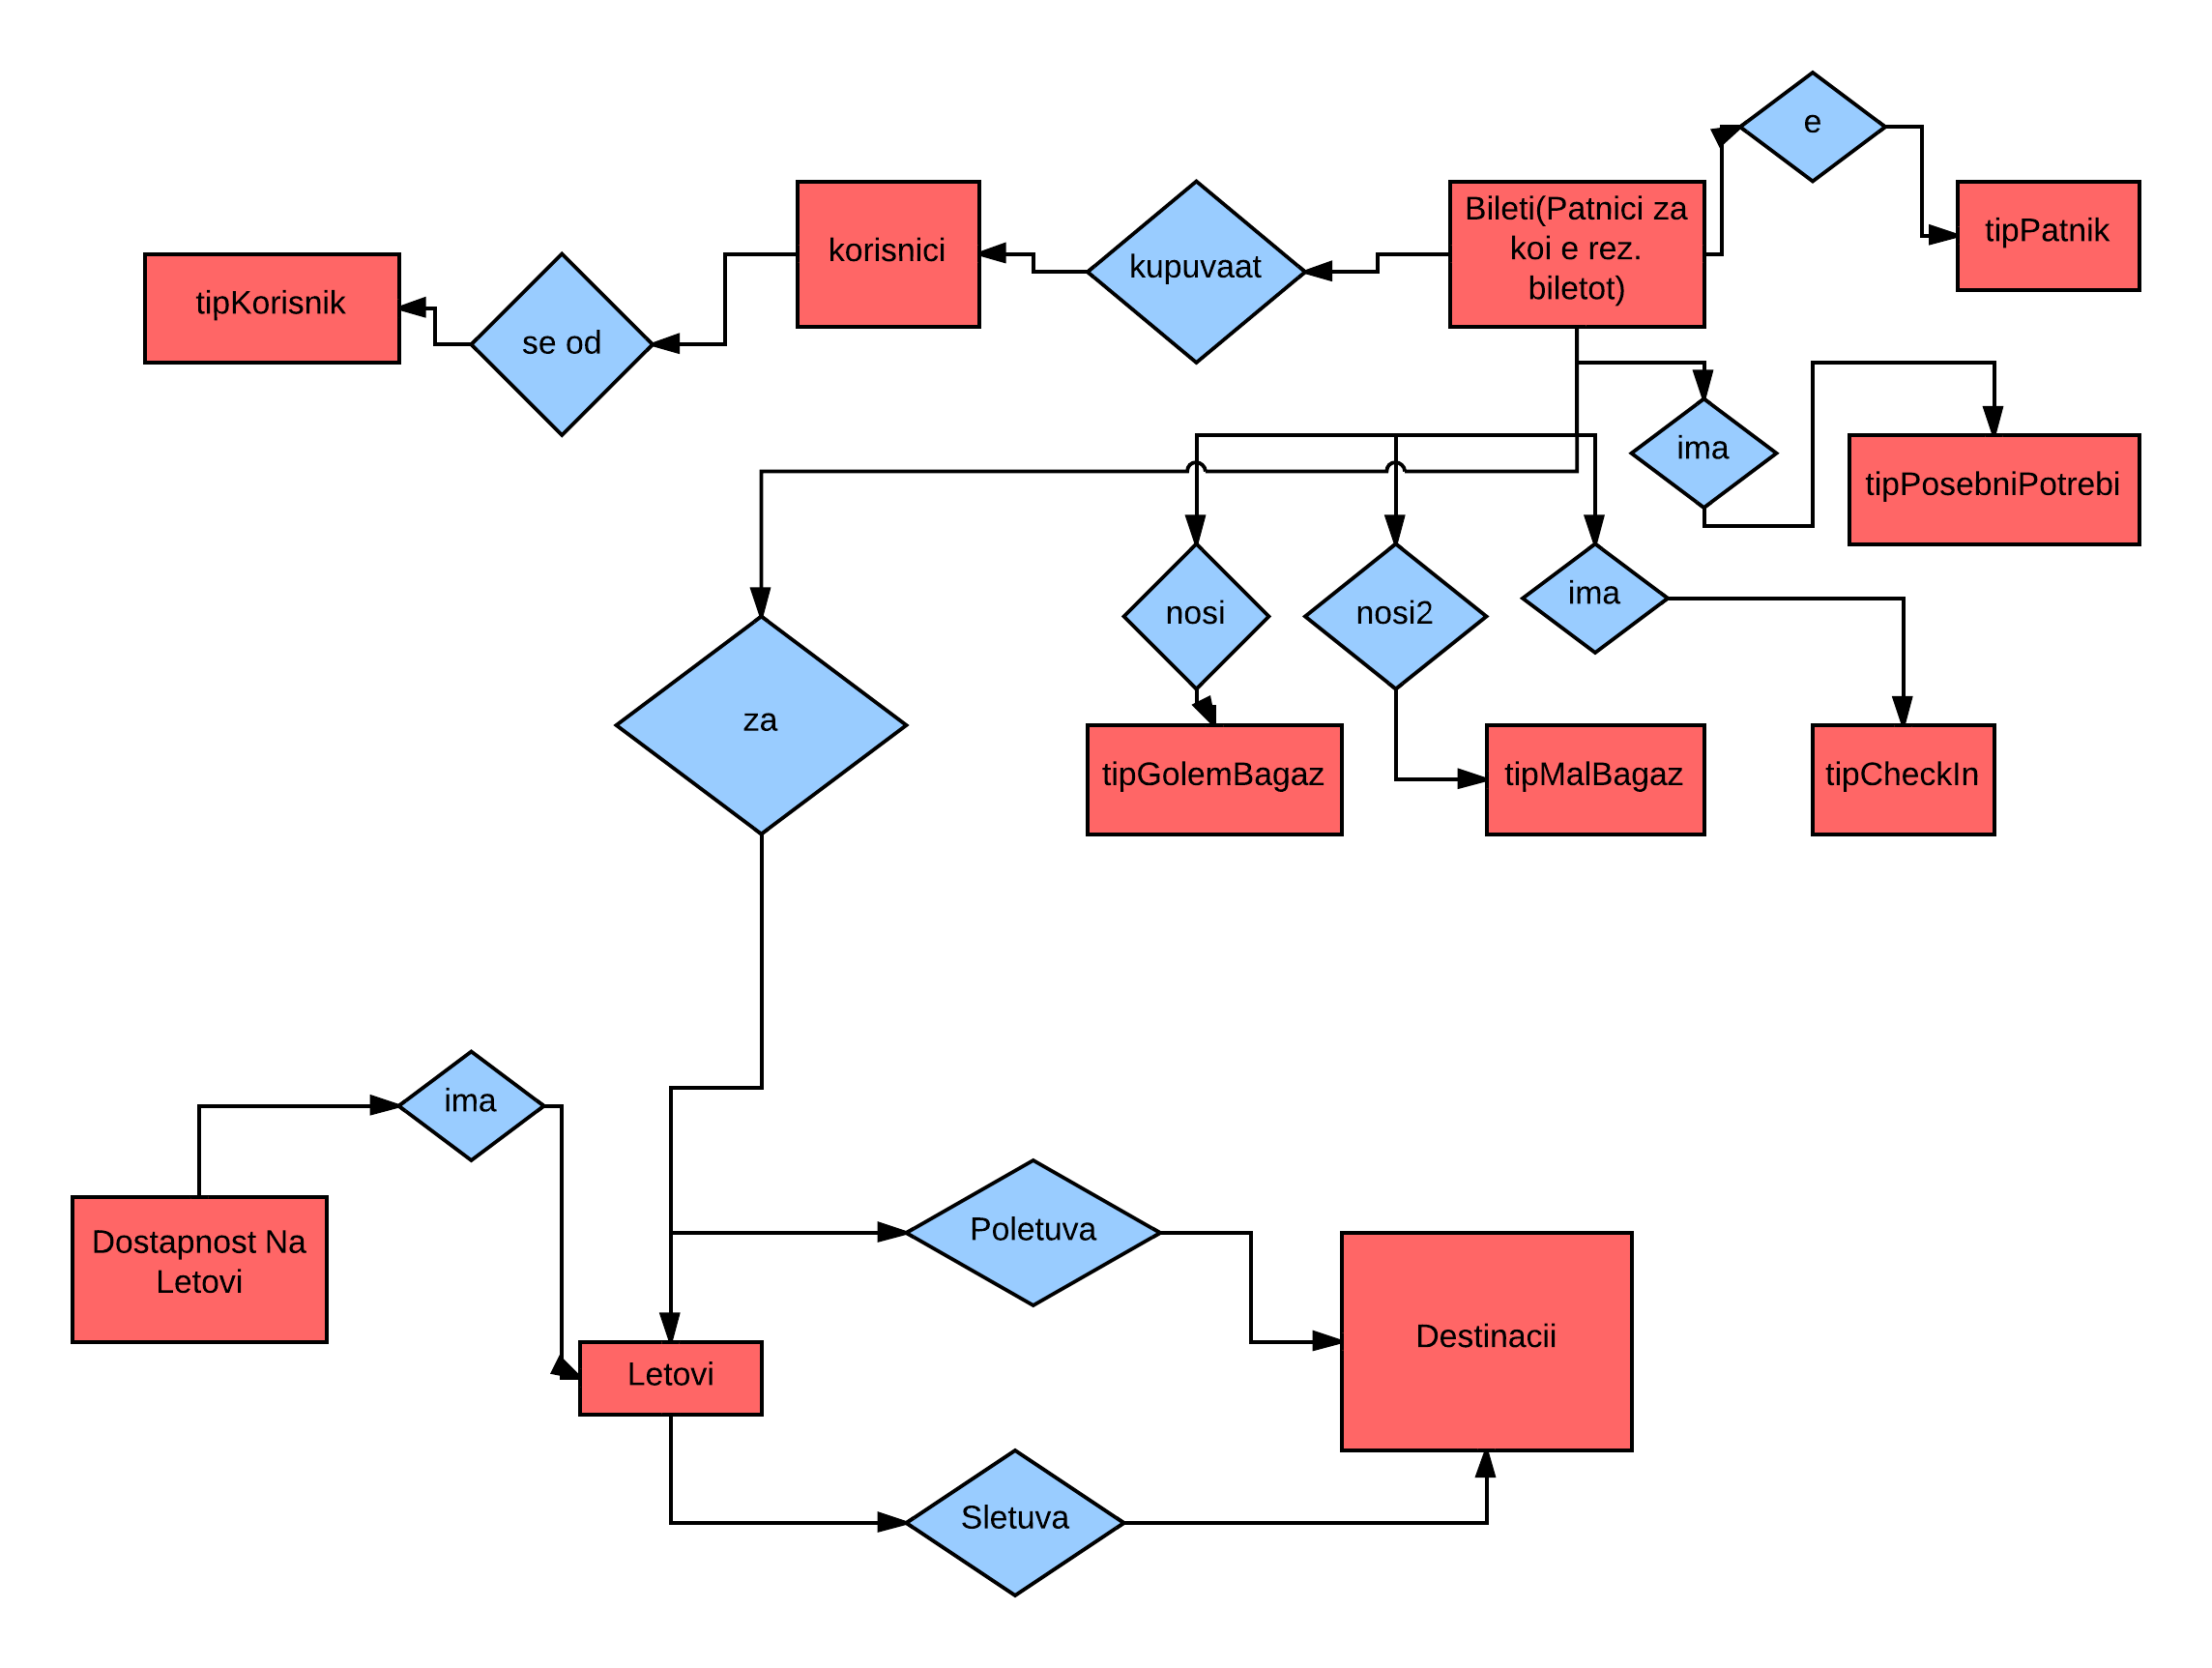 e
Bileti(Patnici za
koi e rez.
biletot)
tipPatnik
korisnici
kupuvaat
tipKorisnik
se od
ima
tipPosebniPotrebi
nosi
nosi2
ima
za
tipGolemBagaz
tipMalBagaz
tipCheckIn
ima
Dostapnost Na
Letovi
Poletuva
Destinacii
Letovi
Sletuva